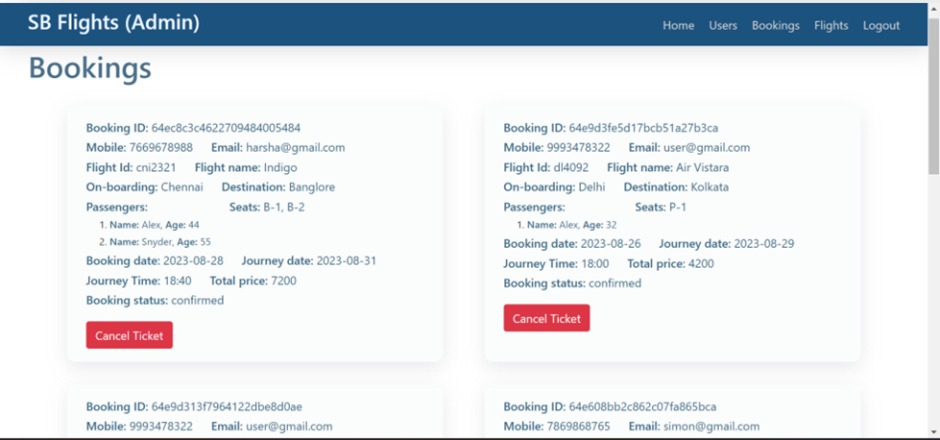 SB Flights (Admin)
Home Users Bookings Flights Logout
Bookings
Booking ID: 64ec8c3c4622709484005484
Mobile: 7669678988 Email: harsha@gmail.com
Flight Id: cni2321 Flight name: Indigo
On-boarding: Chennai Destination: Banglore
Passengers: Seats: B-1, B-2
1. Name: Alex, Age: 44
2. Name: Snyder, Age: 55
Booking date: 2023-08-28 Journey date: 2023-08-31
Journey Time: 18:40 Total price: 7200
Booking status: confirmed
Cancel Ticket
Booking ID: 64e9d3fe5d17bcb51a27b3ca
Mobile: 9993478322 Email: user@gmail.com
Flight Id: dl4092 Flight name: Air Vistara
On-boarding: Delhi Destination: Kolkata
Passengers: Seats: P-1
1. Name: Alex, Age: 32
Booking date: 2023-08-26 Journey date: 2023-08-29
Journey Time: 18:00 Total price: 4200
Booking status: confirmed
Cancel Ticket
Booking ID: 64e9d313f7964122dbe8d0ae
Mobile: 9993478322 Email: user@gmail.com
Booking ID: 64e608bb2c862c07fa865bca
Mobile: 7869868765 Email: simon@gmail.com